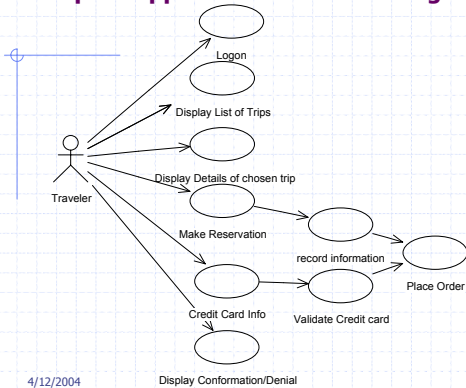 Logon
Display List of Trips
Display Details of chosen trip
Traveler
Make Reservation
record information
Place Order
Credit Card Info
Validate Credit card
4/12/2004
Display Conformation/Denial